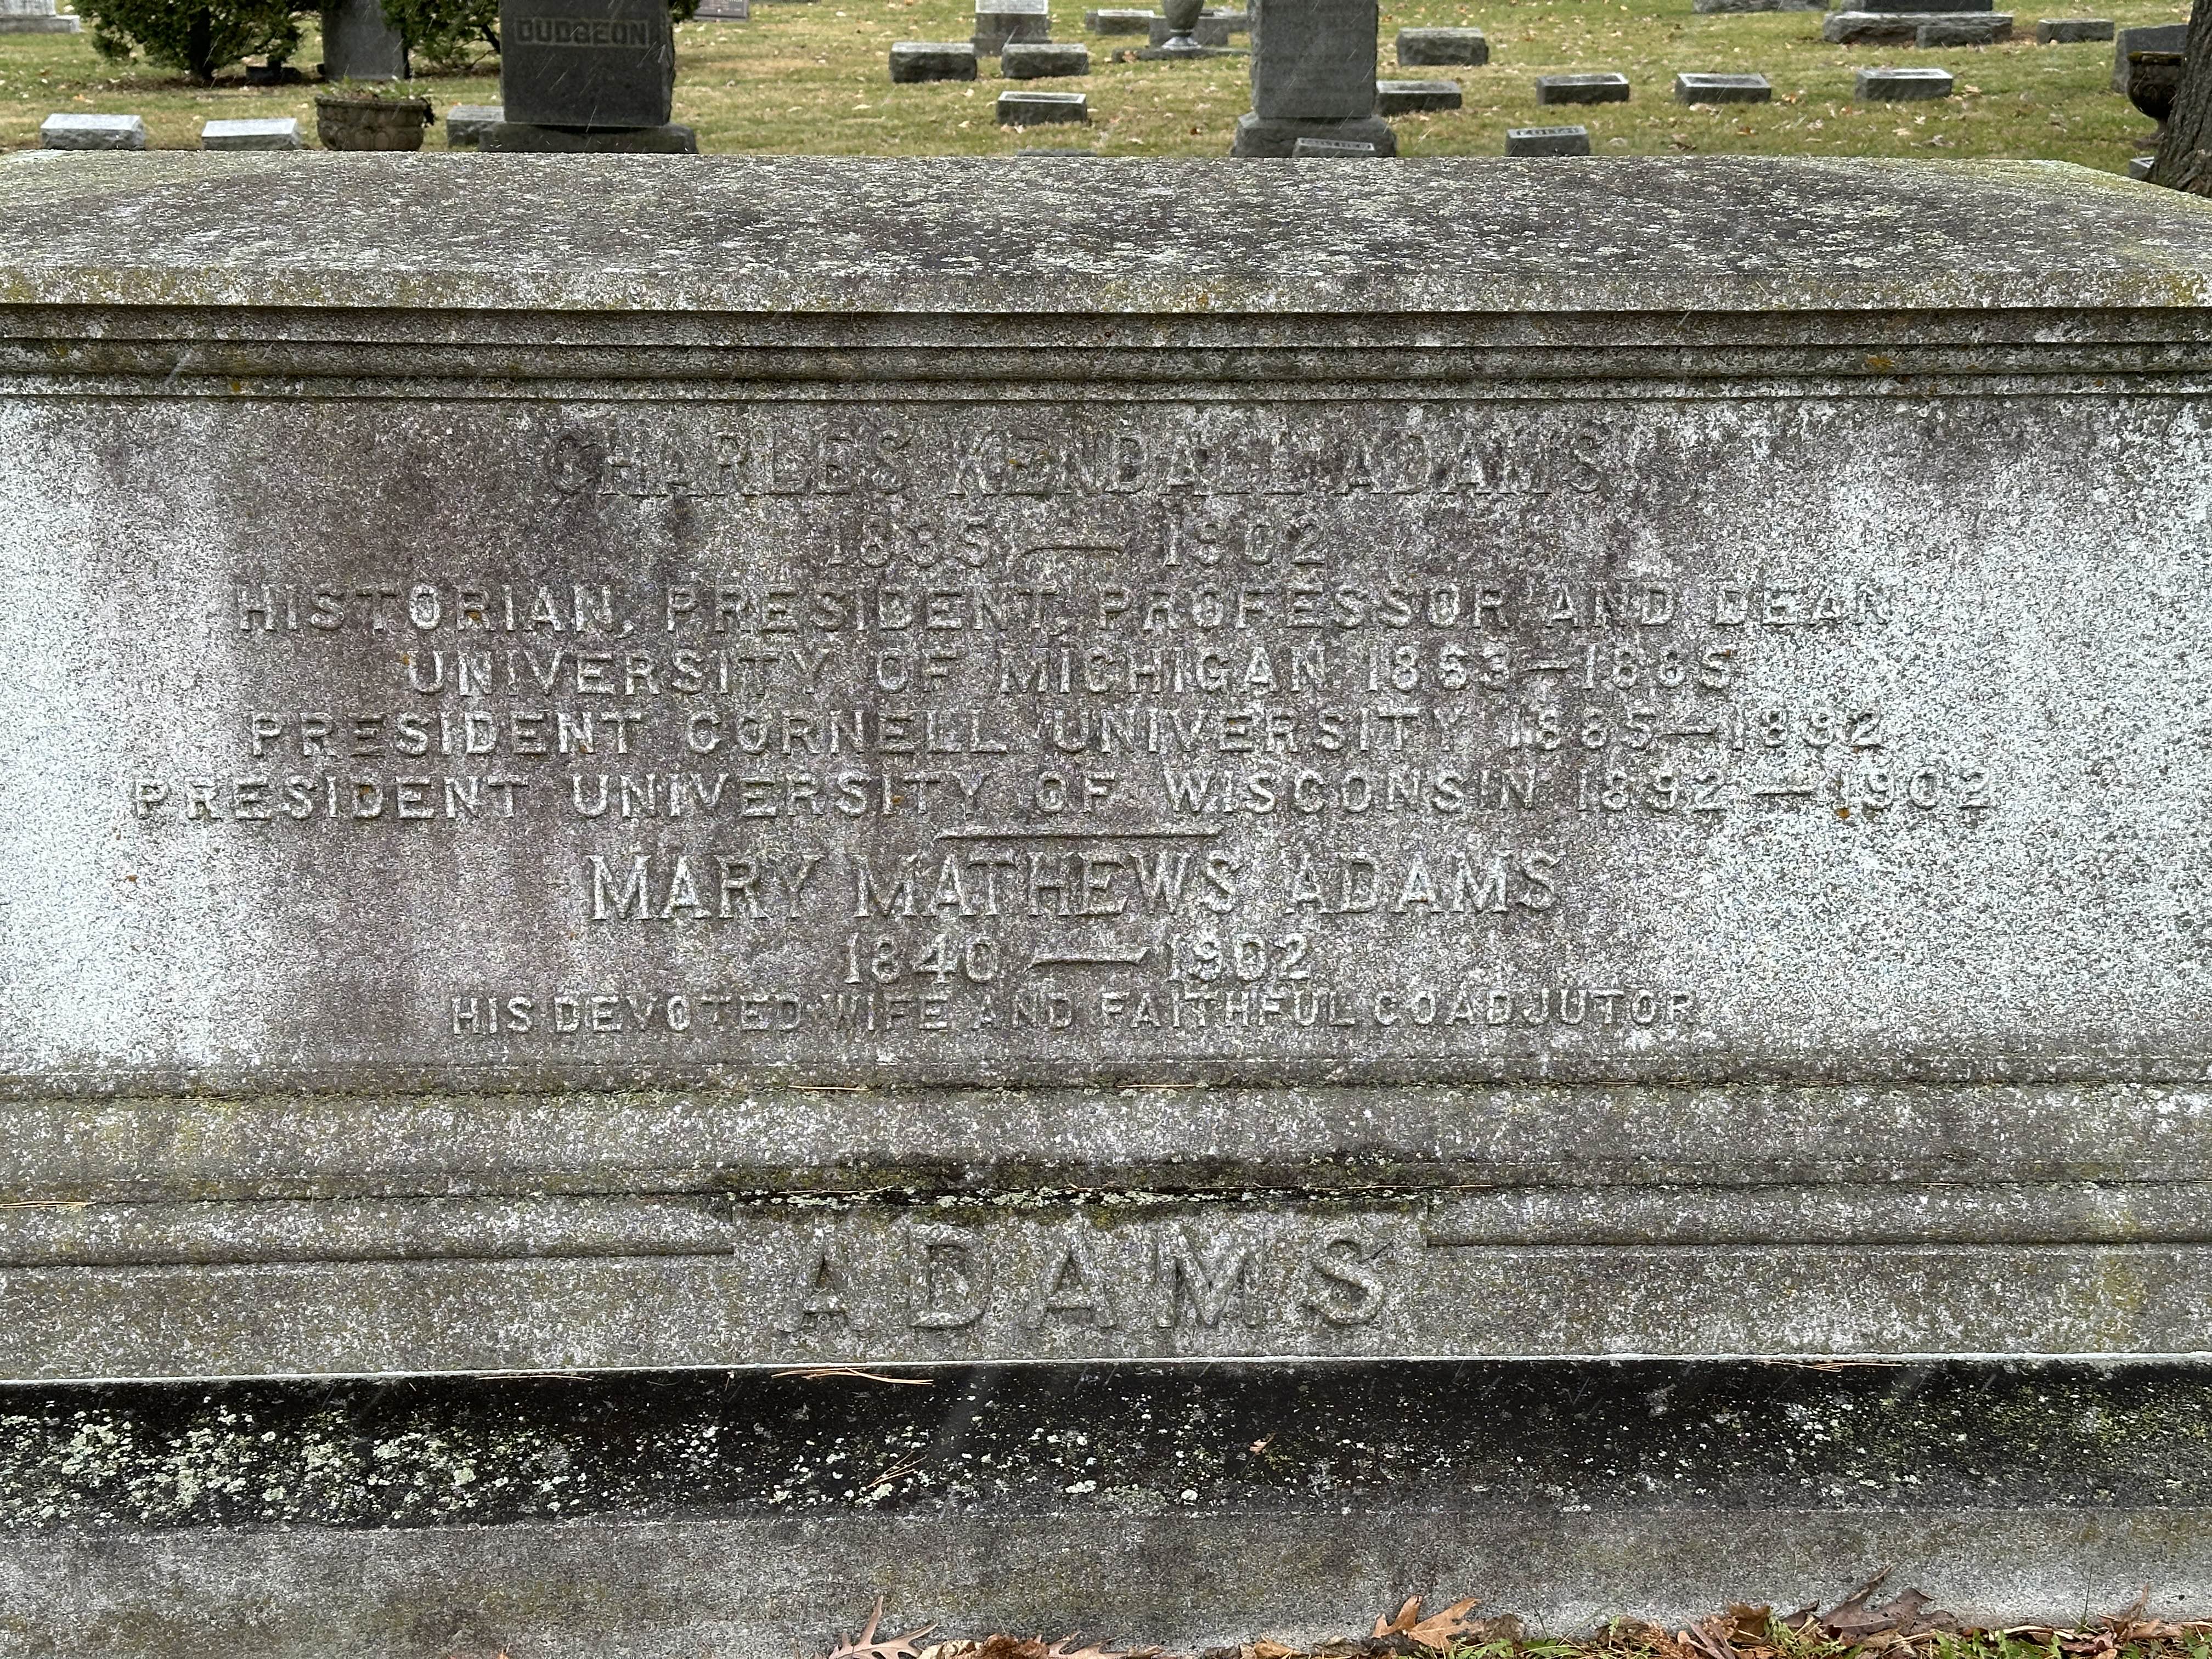 DUDGEON
EDITH
CHARLES KENDALL ADAMS
1835 — 1902
HISTORIAN, PRESIDENT, PROFESSOR AND DEAN
UNIVERSITY OF MICHIGAN 1863—1885
PRESIDENT CORNELL UNIVERSITY 1885—1892
PRESIDENT UNIVERSITY OF WISCONSIN 1892—1902
MARY MATHEWS ADAMS
1840 — 1902
HIS DEVOTED WIFE AND FAITHFUL COADJUTOR
ADAMS